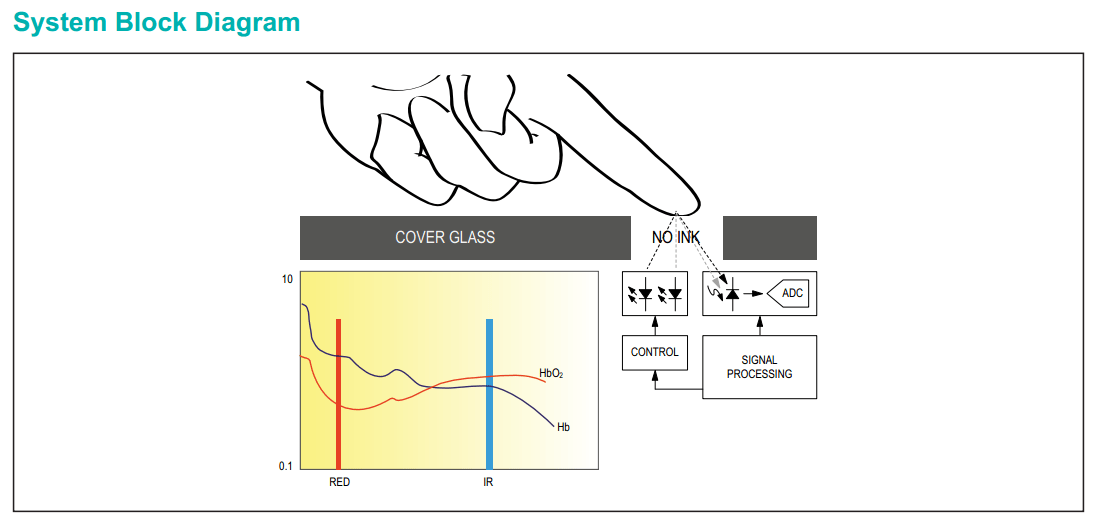 System Block Diagram
COVER GLASS
NO INK
10
HbO₂
Hb
0.1
RED
IR
ADC
CONTROL
SIGNAL
PROCESSING